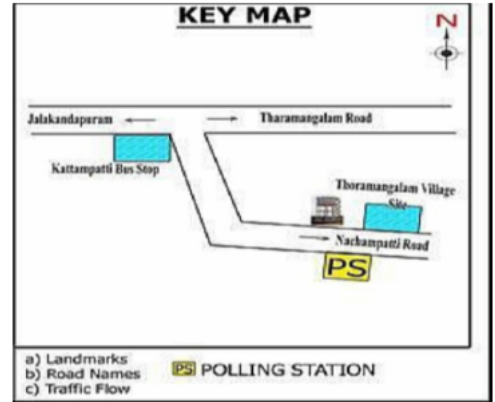 KEY MAP
N
Jalakandapuram
Tharamangalam Road
Kattampatti Bus Stop
Thoramangalam Village
Site
Nachampatti Road
PS
a) Landmarks
b) Road Names
c) Traffic Flow
PS POLLING STATION